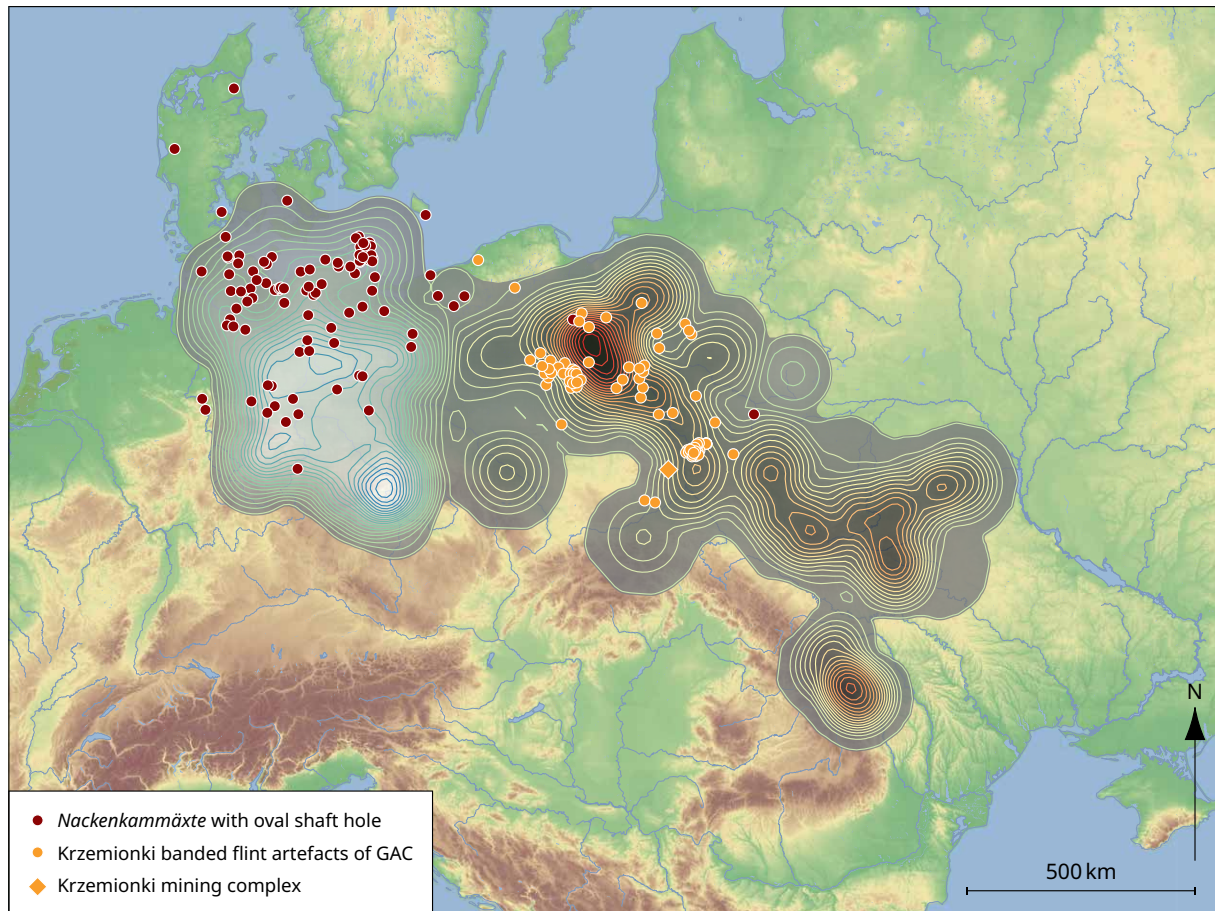 N
Nackenkammäxte with oval shaft hole
Krzemionki banded flint artefacts of GAC
Krzemionki mining complex
500 km